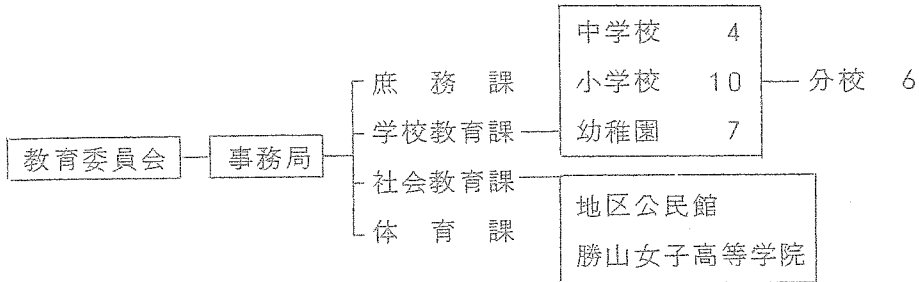 中学校 4
庶務課 小学校 10 分校 6
学校教育課 幼稚園 7
教育委員会 事務局
社会教育課
地区公民館
体育課
勝山女子高等学院